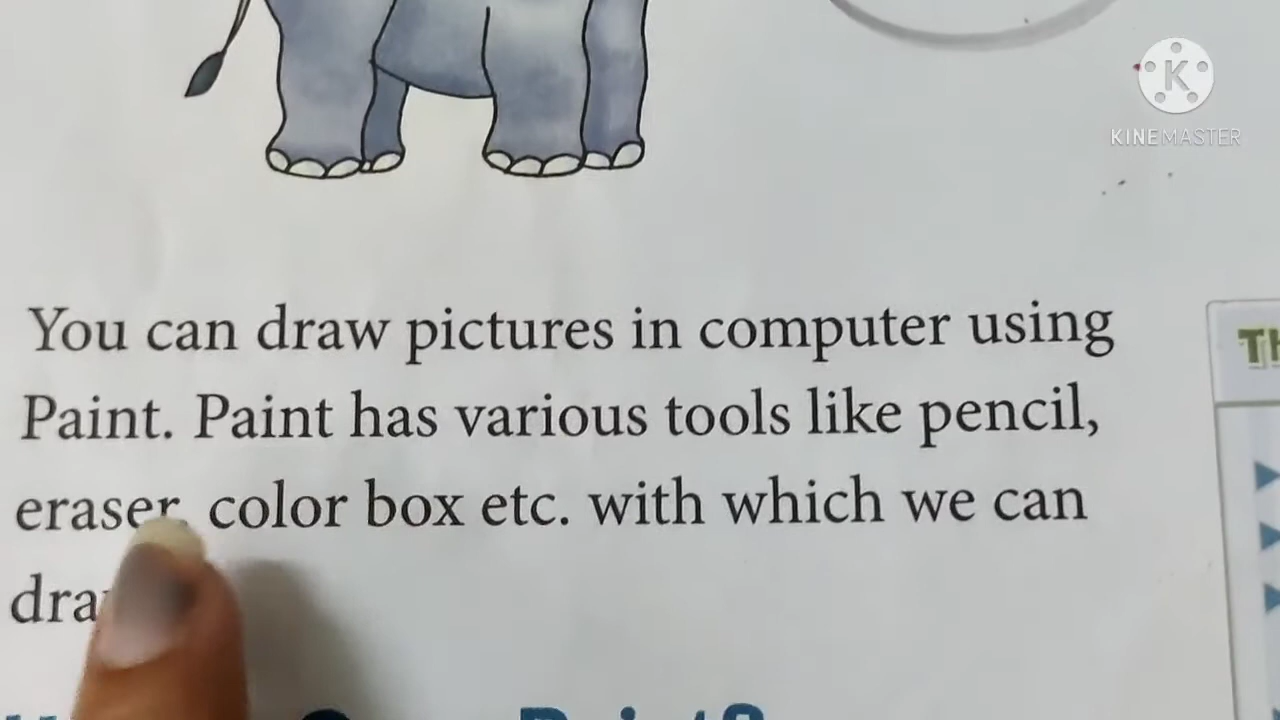 K
KINEMASTER
You can draw pictures in computer using
Paint. Paint has various tools like pencil,
eraser, color box etc. with which we can